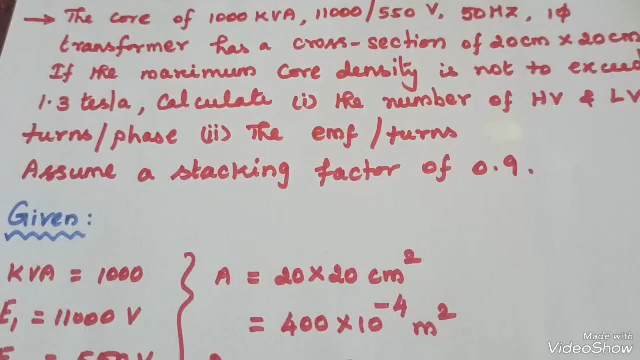 → The core of 1000 KVA, 11000/550 V, 50Hz, 1φ
transformer has a cross-section of 20cm x 20cm
If the maximum core density is not to exceed
1.3 tesla, calculate (i) the number of HV & LV
turns/phase (ii) The emf/turns
Assume a stacking factor of 0.9.
Given:
KVA = 1000
E₁ = 11000 V
A = 20 × 20 cm²
= 400 × 10⁻⁴ m²
= 550 V
Made with
VideoShow